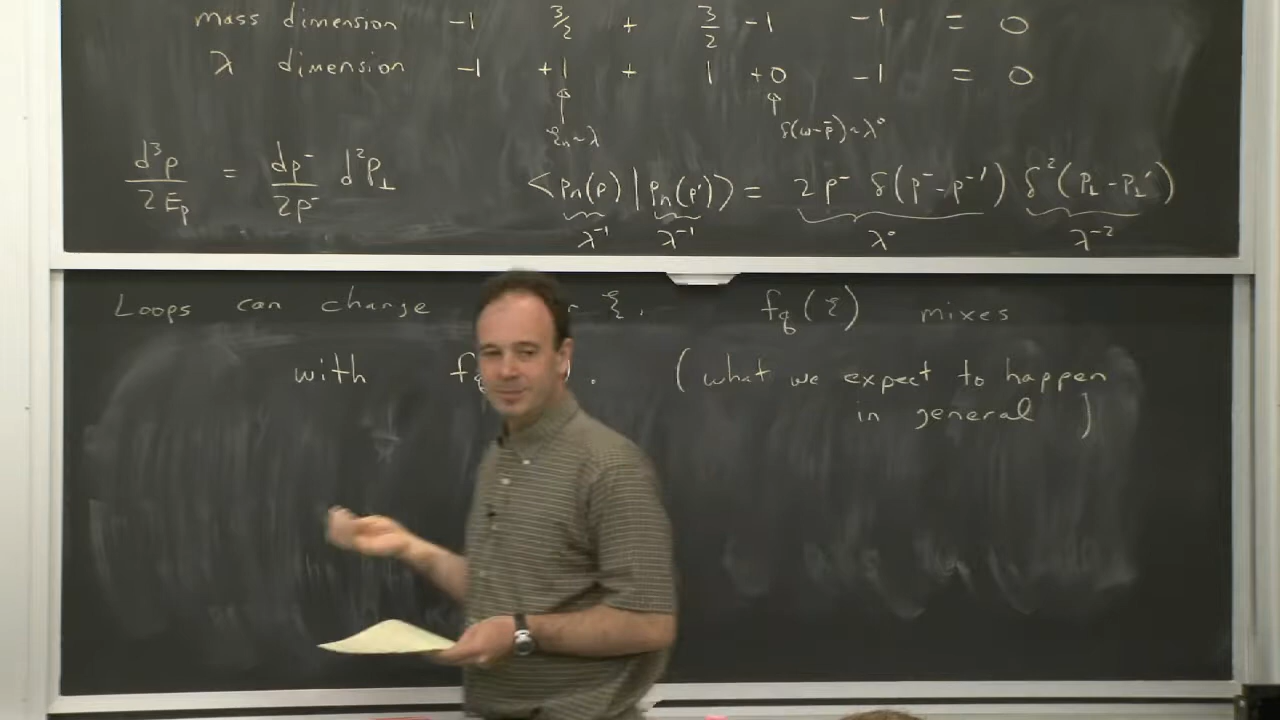 mass dimension -1 3/2 + 3/2 -1 -1 = 0
λ dimension -1 +1 + 1 +0 -1 = 0
ξn ~ λ δ(ω-p̄) ~ λ⁰
d³p / 2Ep = dp⁻ / 2p⁻ d²p⊥ <pn(p)|pn(p')> = 2p⁻ δ(p⁻-p⁻') δ²(p⊥-p⊥')
λ⁻¹ λ⁻¹ λ⁰ λ⁻²
Loops can change ξ. fq(ξ) mixes
with . (what we expect to happen
in general)